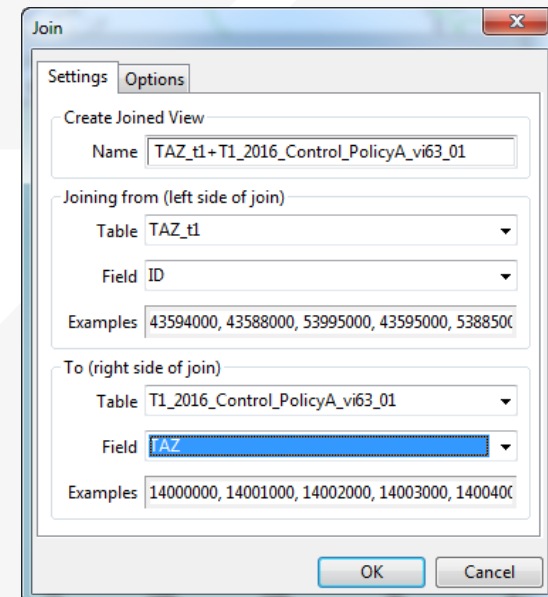 Join
Settings Options
Create Joined View
Name TAZ_t1+T1_2016_Control_PolicyA_vi63_01
Joining from (left side of join)
Table TAZ_t1
Field ID
Examples 43594000, 43588000, 53995000, 43595000, 5388500
To (right side of join)
Table T1_2016_Control_PolicyA_vi63_01
Field TAZ
Examples 14000000, 14001000, 14002000, 14003000, 1400400
OK Cancel